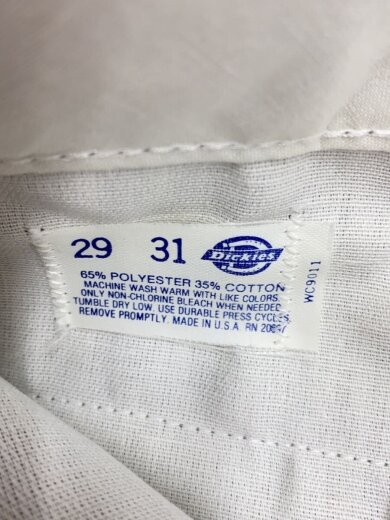 29 31 Dickies
65% POLYESTER 35% COTTON
MACHINE WASH WARM WITH LIKE COLORS.
ONLY NON-CHLORINE BLEACH WHEN NEEDED
TUMBLE DRY LOW. USE DURABLE PRESS CYCLES.
REMOVE PROMPTLY. MADE IN U.S.A. RN
WC9011